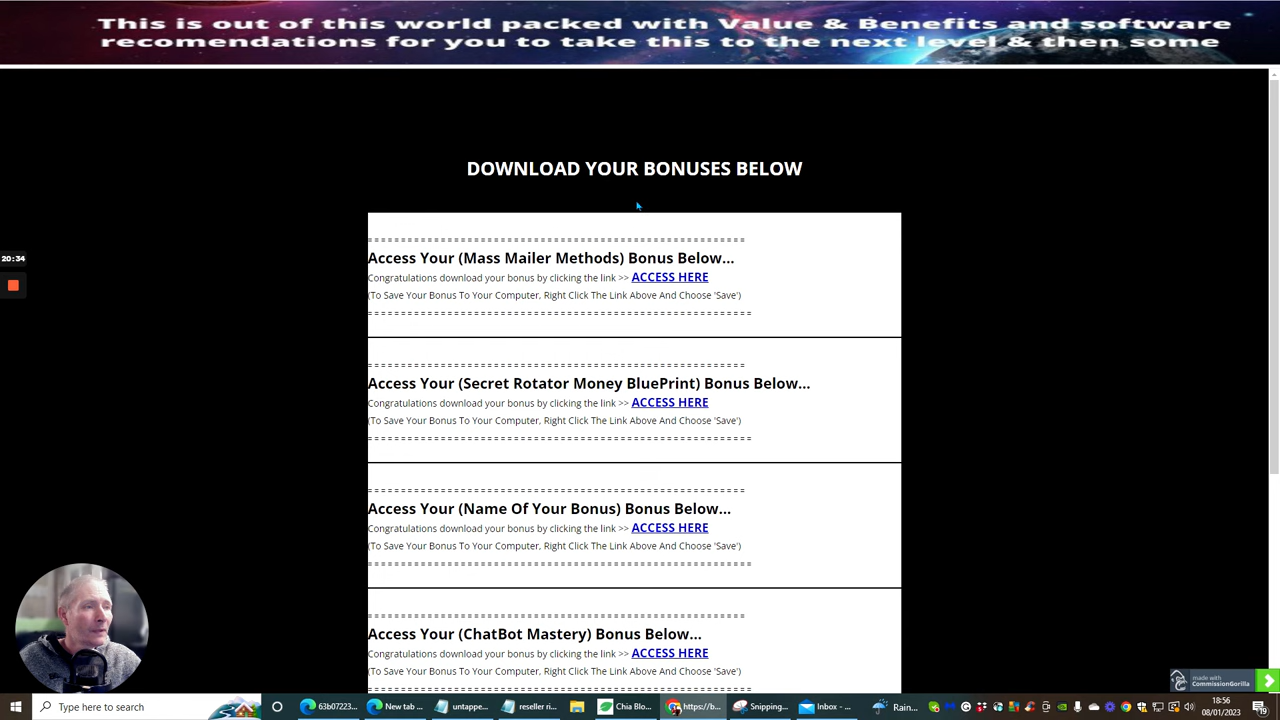 This is out of this world packed with Value & Benefits and software
recomendations for you to take this to the next level & then some
DOWNLOAD YOUR BONUSES BELOW
==========================================================
Access Your (Mass Mailer Methods) Bonus Below...
Congratulations download your bonus by clicking the link >> ACCESS HERE
(To Save Your Bonus To Your Computer, Right Click The Link Above And Choose 'Save')
===========================================================
==========================================================
Access Your (Secret Rotator Money BluePrint) Bonus Below...
Congratulations download your bonus by clicking the link >> ACCESS HERE
(To Save Your Bonus To Your Computer, Right Click The Link Above And Choose 'Save')
===========================================================
==========================================================
Access Your (Name Of Your Bonus) Bonus Below...
Congratulations download your bonus by clicking the link >> ACCESS HERE
(To Save Your Bonus To Your Computer, Right Click The Link Above And Choose 'Save')
===========================================================
==========================================================
Access Your (ChatBot Mastery) Bonus Below...
Congratulations download your bonus by clicking the link >> ACCESS HERE
(To Save Your Bonus To Your Computer, Right Click The Link Above And Choose 'Save')
===========================================================
20:34
made with
CommissionGorilla
Type here to search
63b07223...
New tab ...
untappe...
reseller ri...
Chia Blo...
https://b...
Snipping...
Inbox - ...
Rain...
18:56
08/01/2023